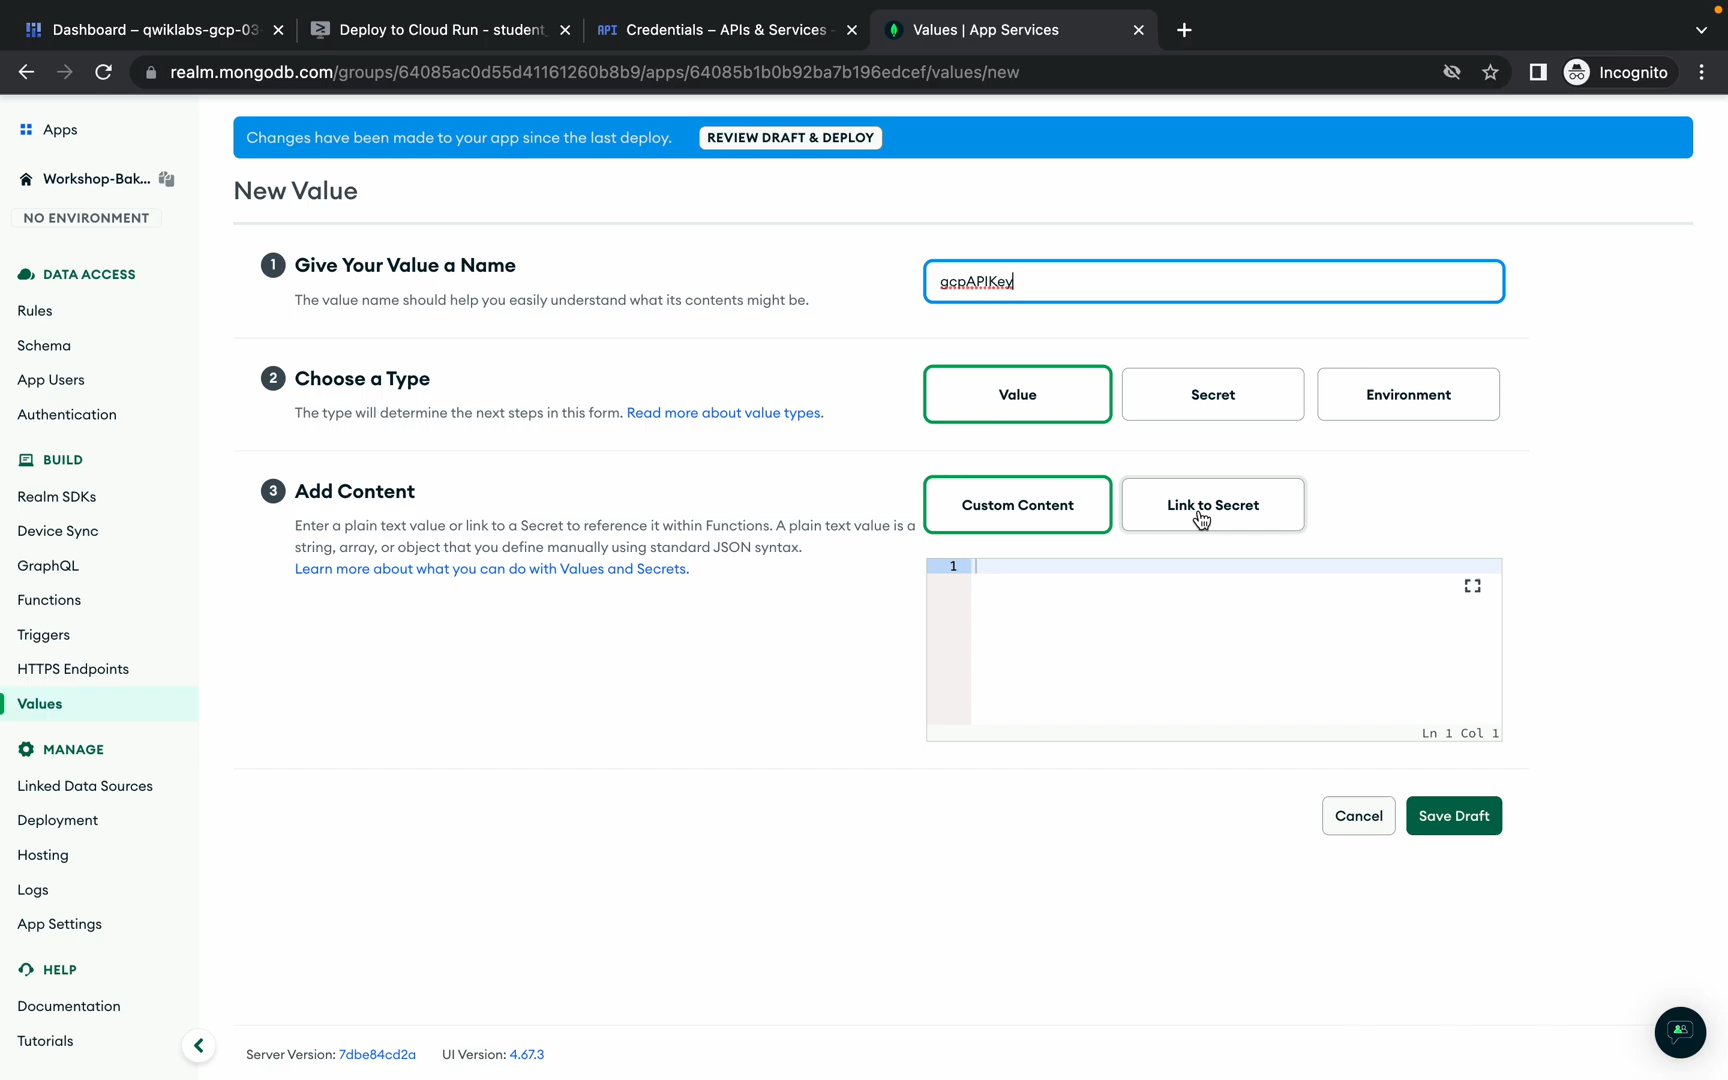 Dashboard – qwiklabs-gcp-03-
Deploy to Cloud Run - student_
API Credentials – APIs & Services -
Values | App Services
realm.mongodb.com/groups/64085ac0d55d41161260b8b9/apps/64085b1b0b92ba7b196edcef/values/new
Incognito
Apps
Workshop-Bak...
NO ENVIRONMENT
DATA ACCESS
Rules
Schema
App Users
Authentication
BUILD
Realm SDKs
Device Sync
GraphQL
Functions
Triggers
HTTPS Endpoints
Values
MANAGE
Linked Data Sources
Deployment
Hosting
Logs
App Settings
HELP
Documentation
Tutorials
Changes have been made to your app since the last deploy.
REVIEW DRAFT & DEPLOY
New Value
1 Give Your Value a Name
The value name should help you easily understand what its contents might be.
gcpAPIKey
2 Choose a Type
The type will determine the next steps in this form. Read more about value types.
Value
Secret
Environment
3 Add Content
Enter a plain text value or link to a Secret to reference it within Functions. A plain text value is a
string, array, or object that you define manually using standard JSON syntax.
Learn more about what you can do with Values and Secrets.
Custom Content
Link to Secret
1
Ln 1 Col 1
Cancel
Save Draft
Server Version: 7dbe84cd2a
UI Version: 4.67.3